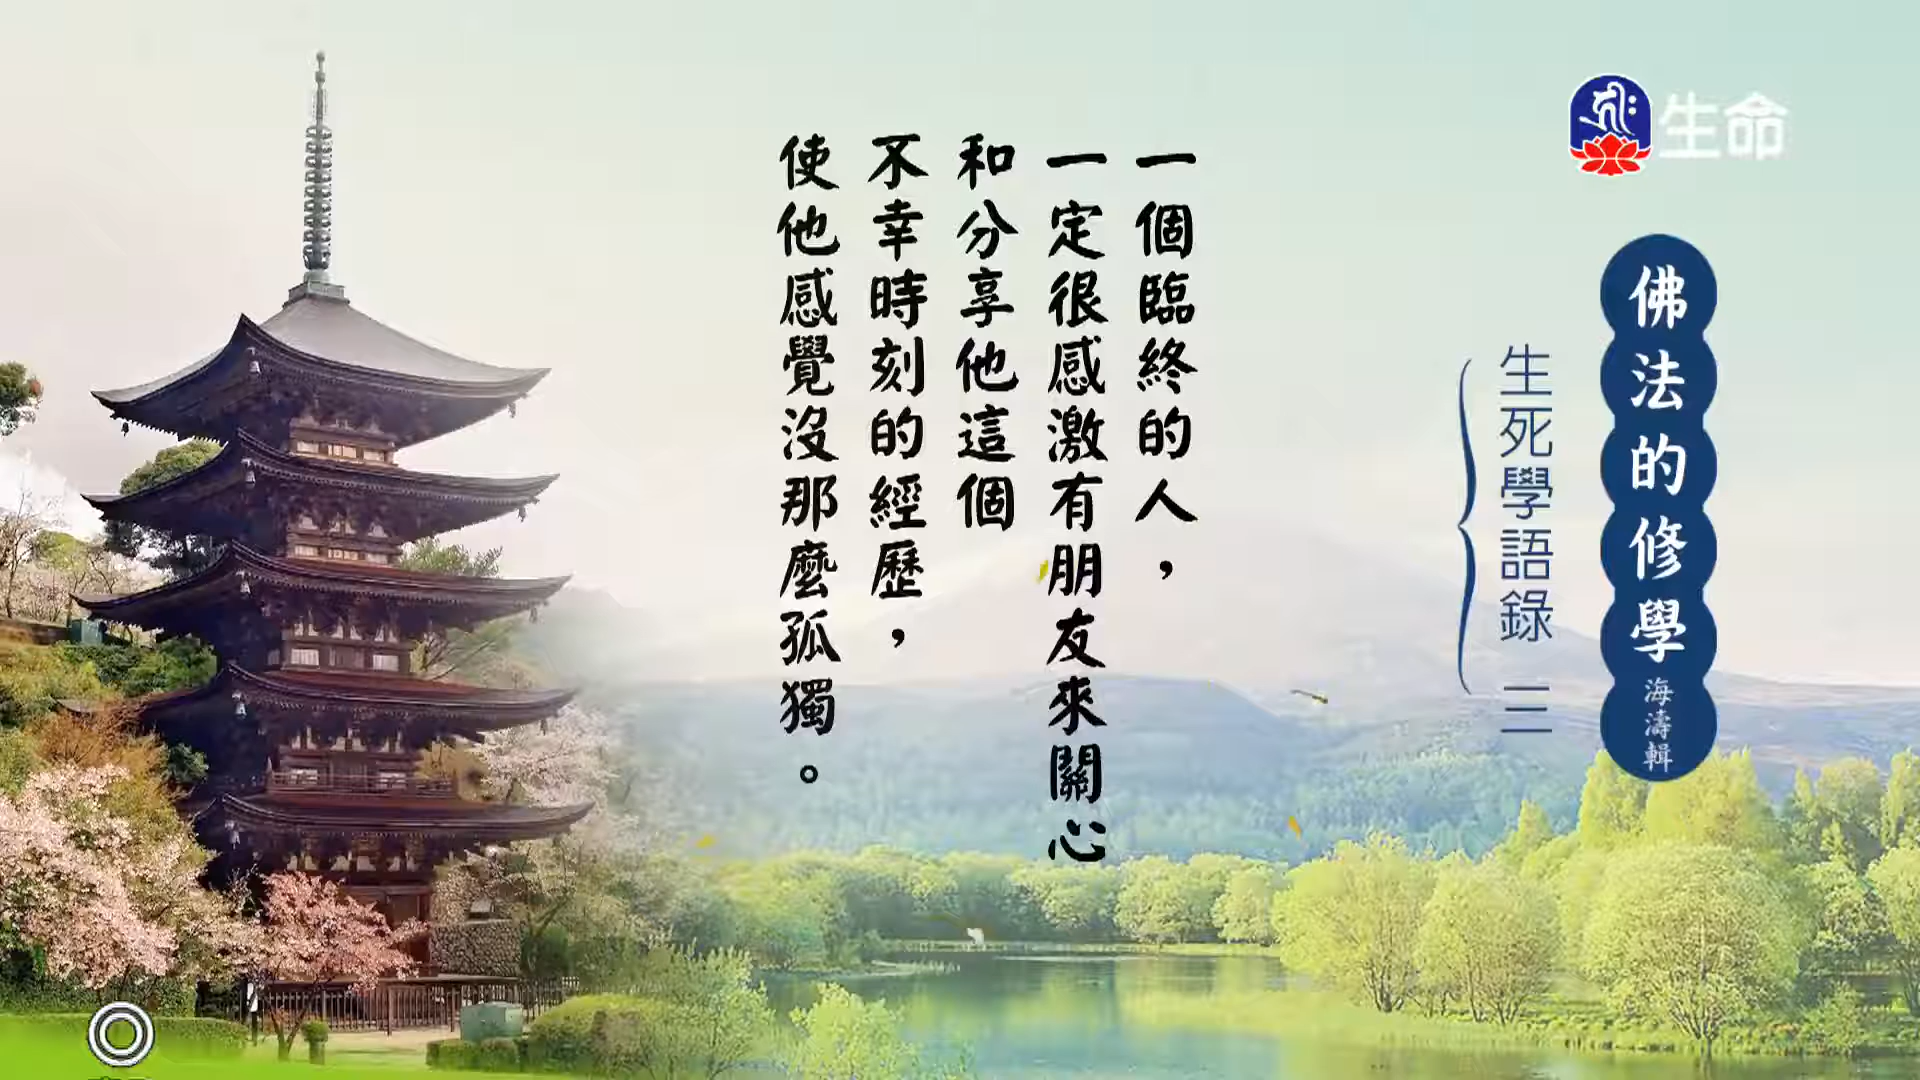 生命
佛法的修學
海濤輯
生死學語錄 二
一個臨終的人，
一定很感激有朋友來關心
和分享他這個
不幸時刻的經歷，
使他感覺沒那麼孤獨。